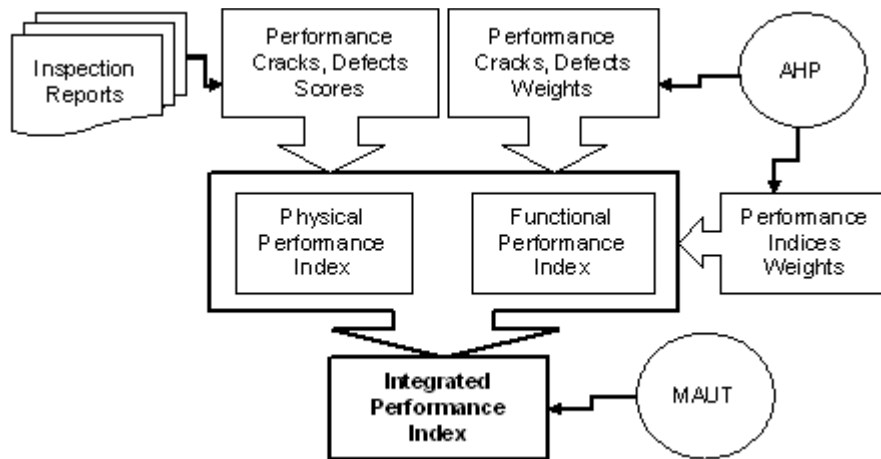 Inspection
Reports
Performance
Cracks, Defects
Scores
Performance
Cracks, Defects
Weights
AHP
Physical
Performance
Index
Functional
Performance
Index
Performance
Indices
Weights
Integrated
Performance
Index
MAUT